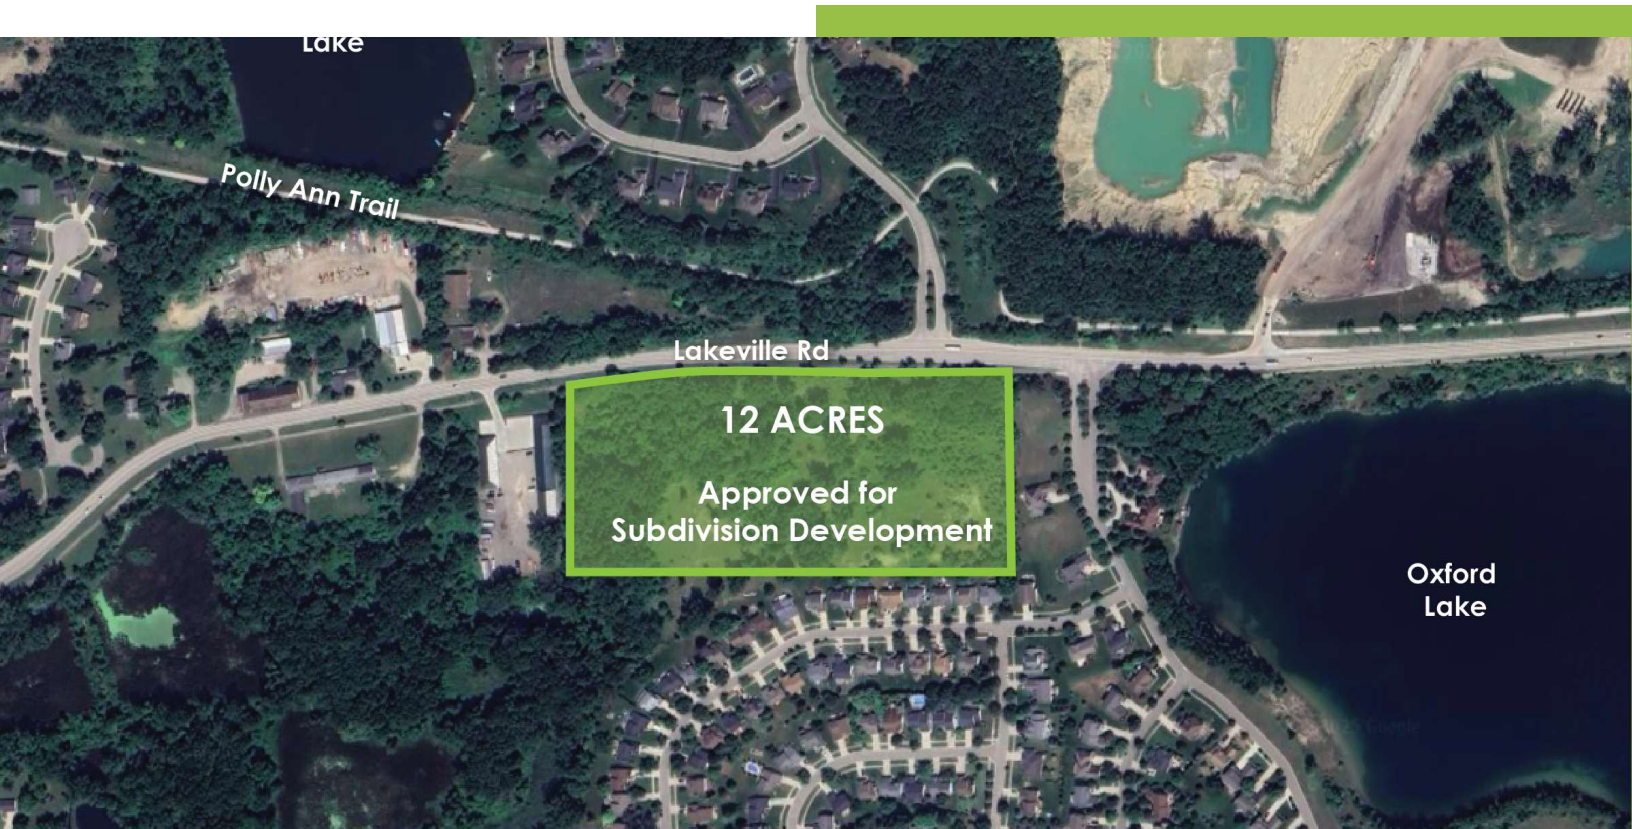 Lake
Polly Ann Trail
Lakeville Rd
12 ACRES
Approved for
Subdivision Development
Oxford
Lake